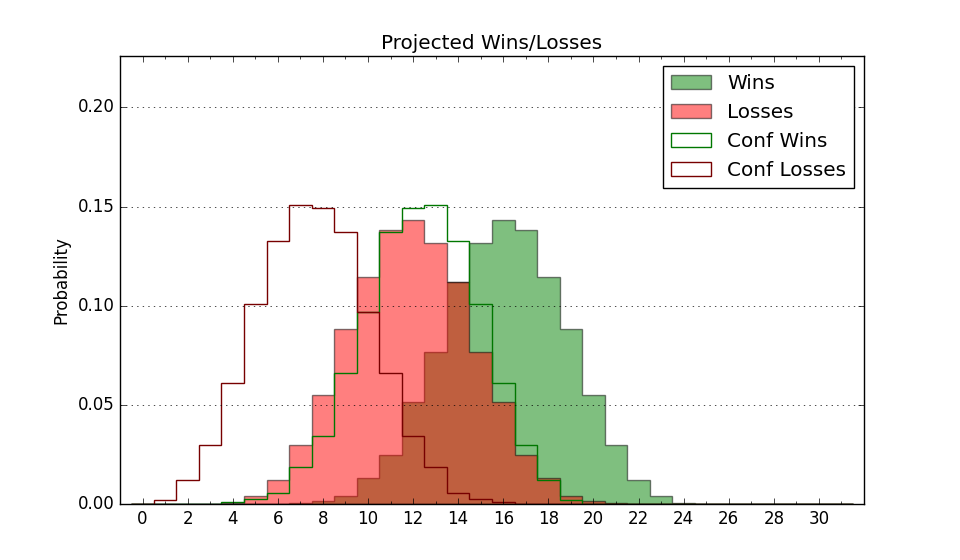 Projected Wins/Losses
Wins
Losses
Conf Wins
Conf Losses
Probability
0.20
0.15
0.10
0.05
0.00
0 2 4 6 8 10 12 14 16 18 20 22 24 26 28 30